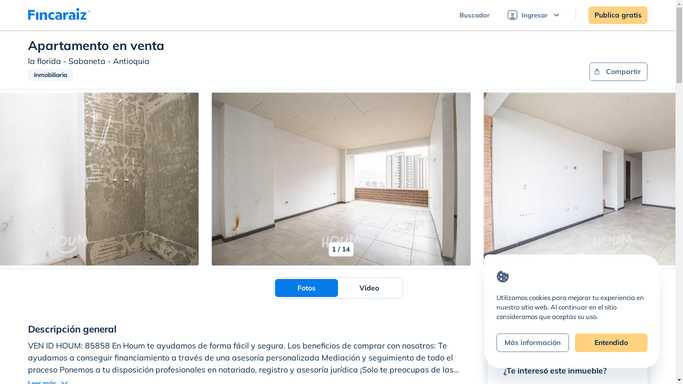 Fincaraiz
Buscador
Ingresar
Publica gratis
Apartamento en venta
la florida - Sabaneta - Antioquia
Inmobiliaria
Compartir
HOUM
HOUM
HOUM
1 / 14
Fotos
Video
Descripción general
VEN ID HOUM: 85858 En Houm te ayudamos de forma fácil y segura. Los beneficios de comprar con nosotros: Te
ayudamos a conseguir financiamiento a través de una asesoría personalizada Mediación y seguimiento de todo el
proceso Ponemos a tu disposición profesionales en notariado, registro y asesoría jurídica ¡Solo te preocupas de las...
Leer más
Utilizamos cookies para mejorar tu experiencia en
nuestro sitio web. Al continuar en el sitio
consideramos que aceptas su uso.
Más información
Entendido
¿Te interesó este inmueble?